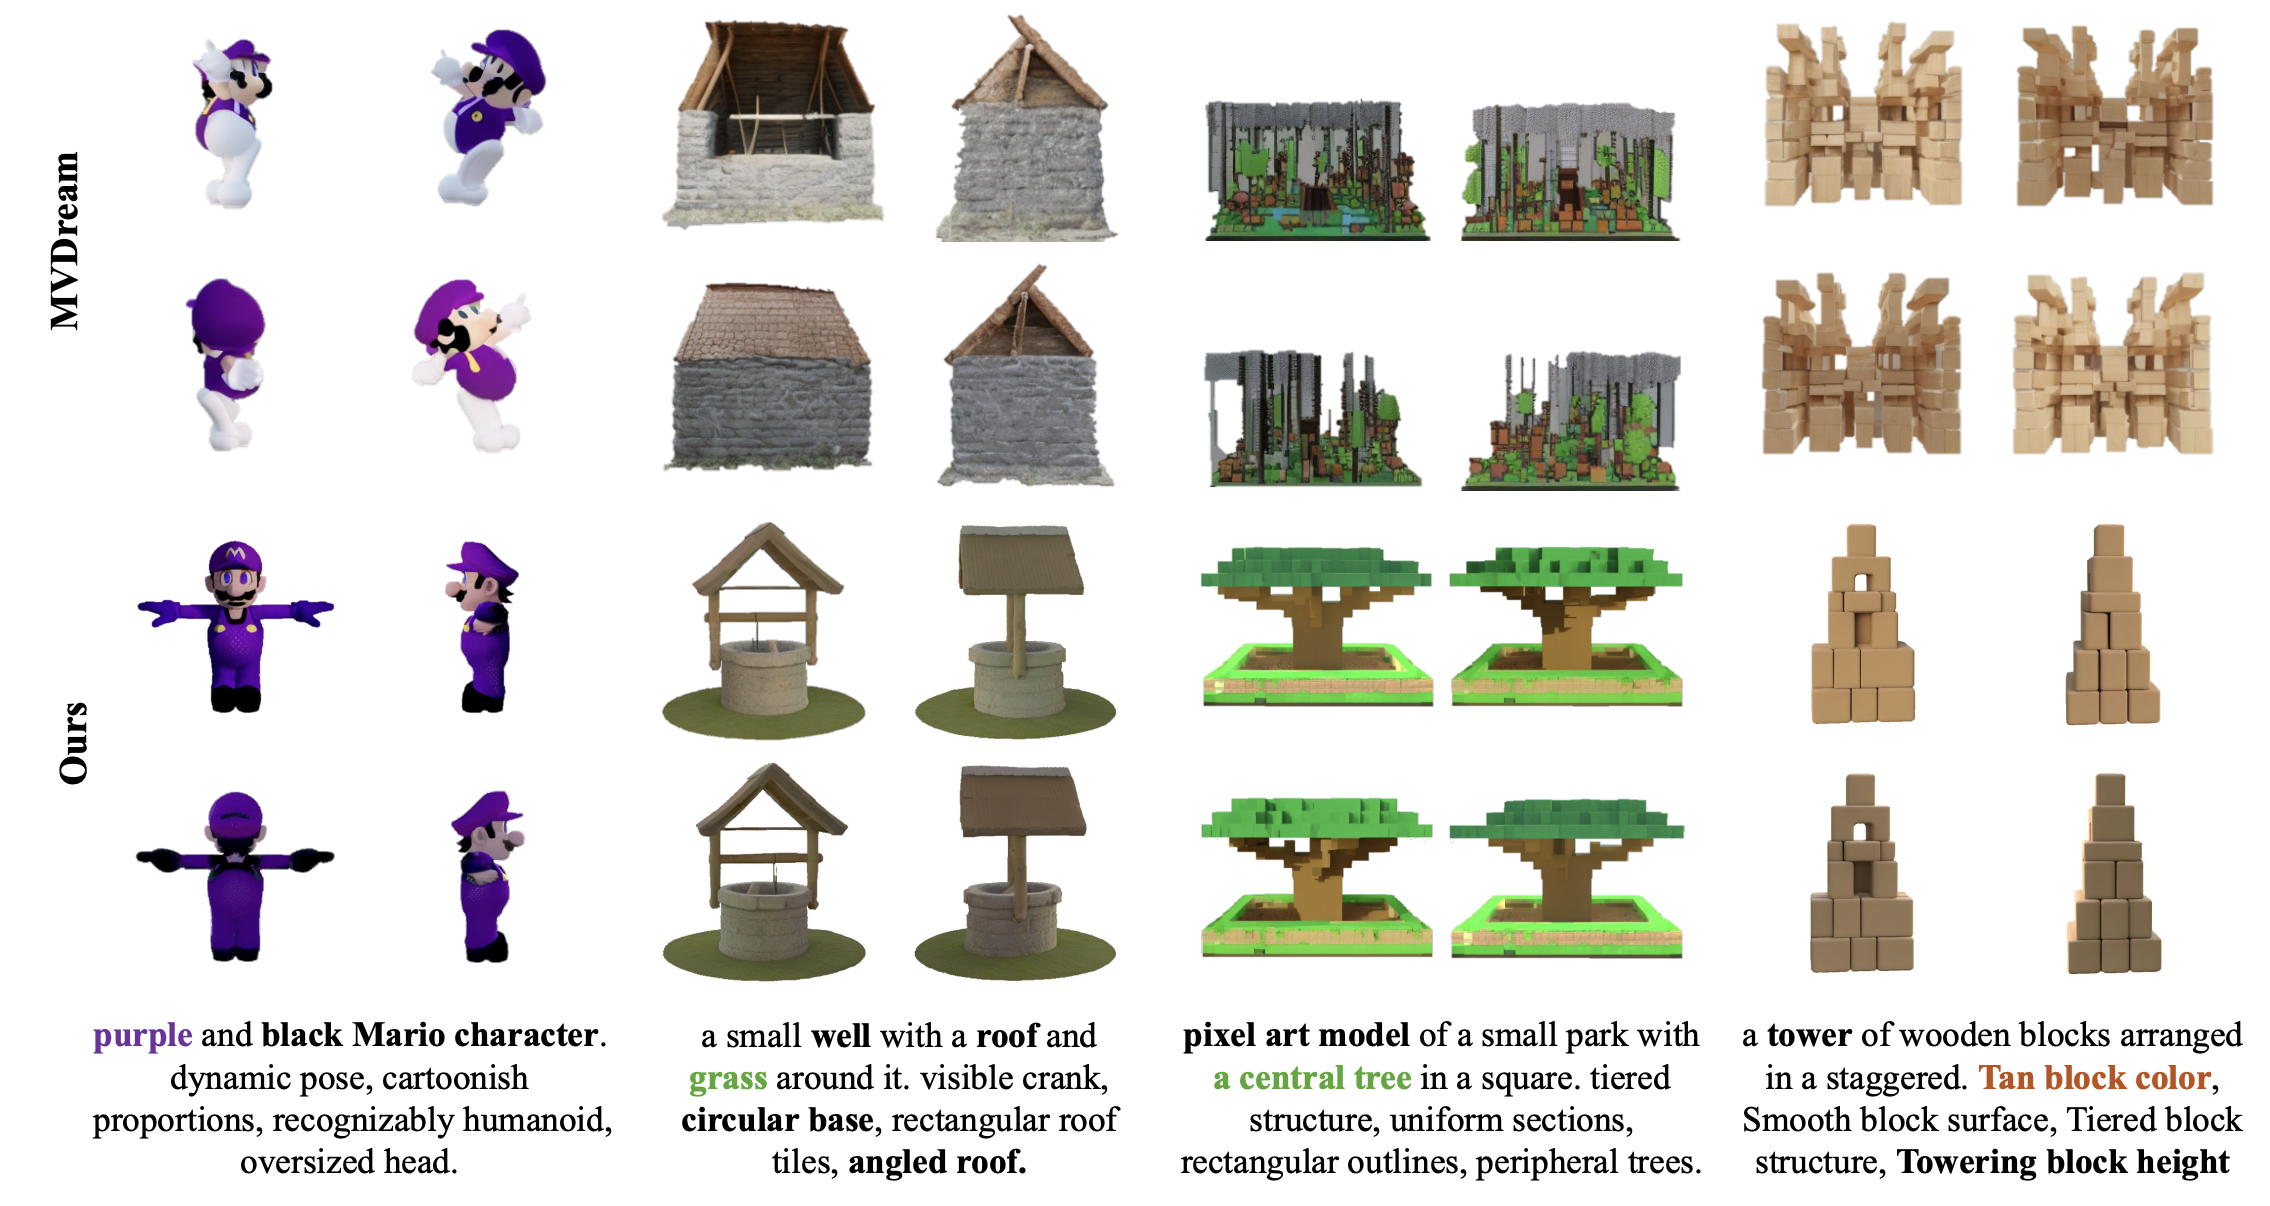 MVDream
Ours
purple and black Mario character.
dynamic pose, cartoonish
proportions, recognizably humanoid,
oversized head.
a small well with a roof and
grass around it. visible crank,
circular base, rectangular roof
tiles, angled roof.
pixel art model of a small park with
a central tree in a square. tiered
structure, uniform sections,
rectangular outlines, peripheral trees.
a tower of wooden blocks arranged
in a staggered. Tan block color,
Smooth block surface, Tiered block
structure, Towering block height
M